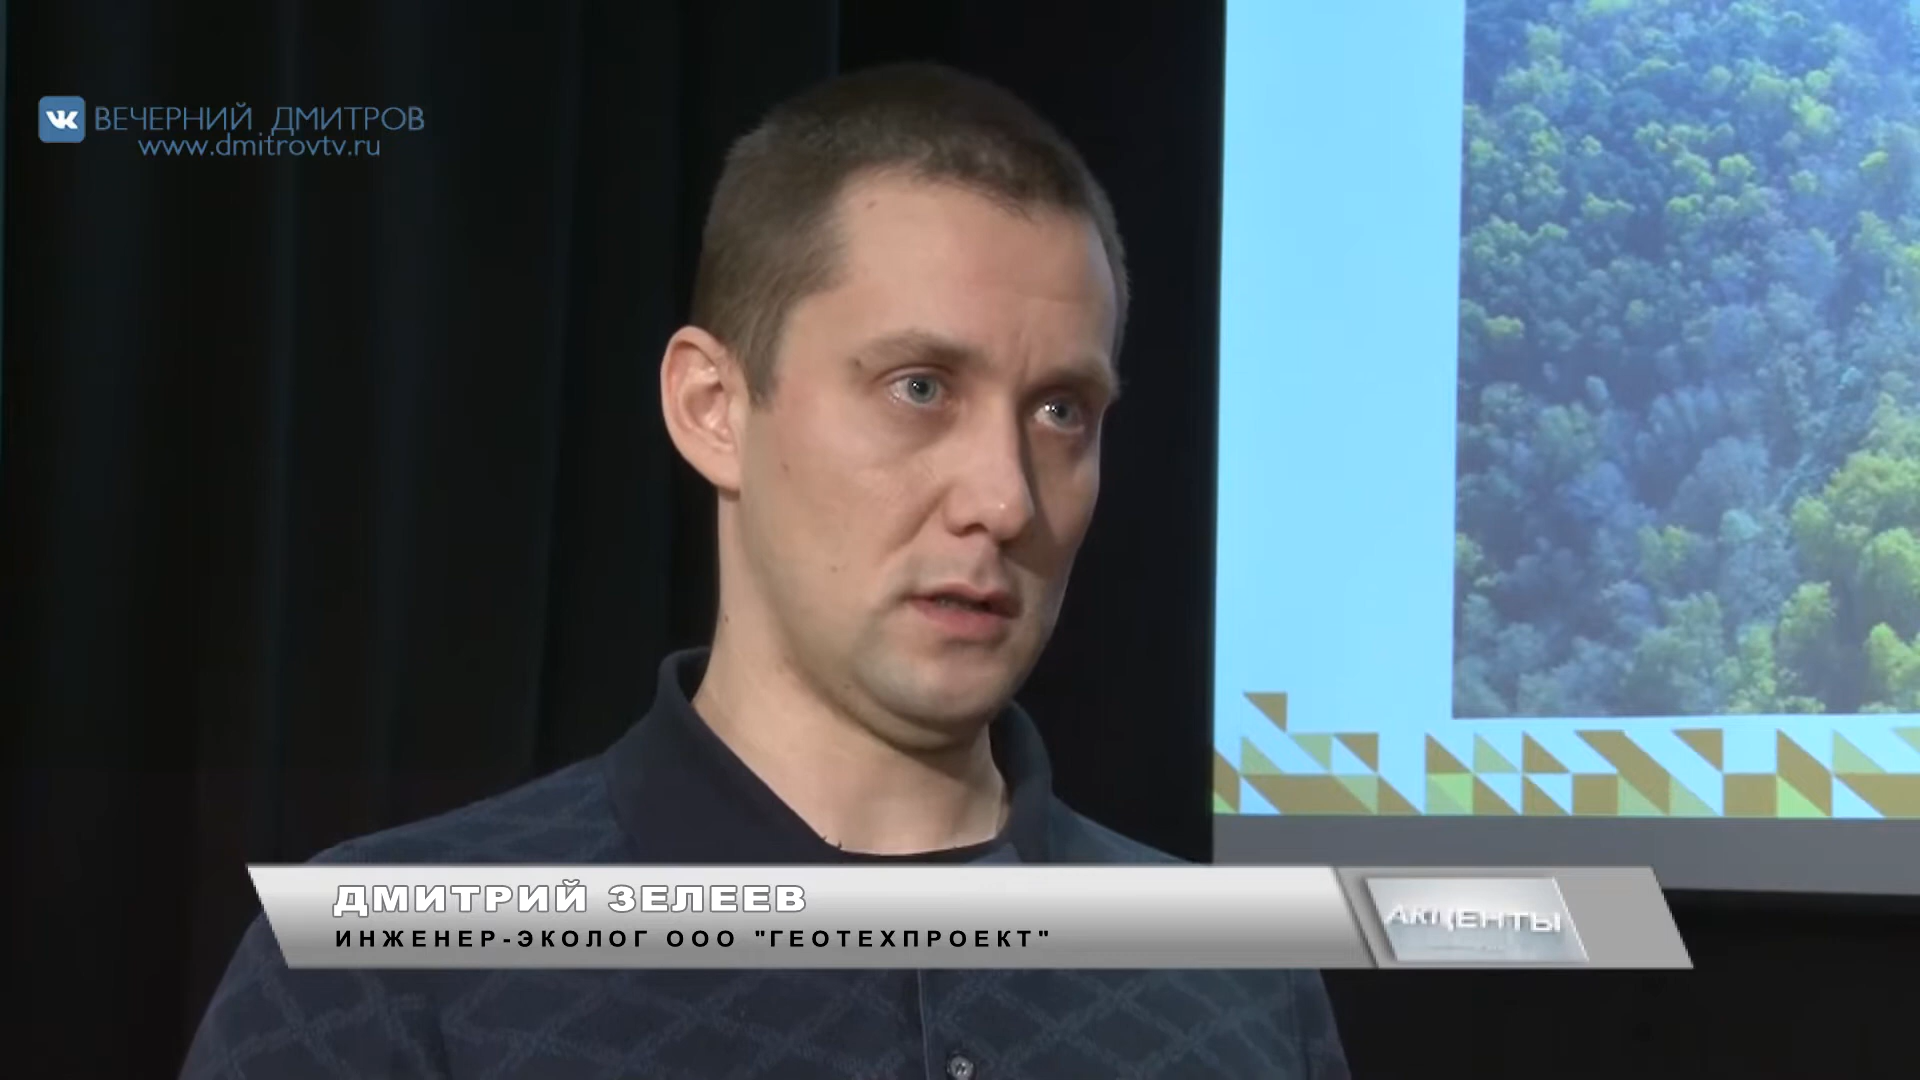 ВЕЧЕРНИЙ ДМИТРОВ
www.dmitrovtv.ru
ДМИТРИЙ ЗЕЛЕЕВ
ИНЖЕНЕР-ЭКОЛОГ ООО "ГЕОТЕХПРОЕКТ"
АКЦЕНТЫ